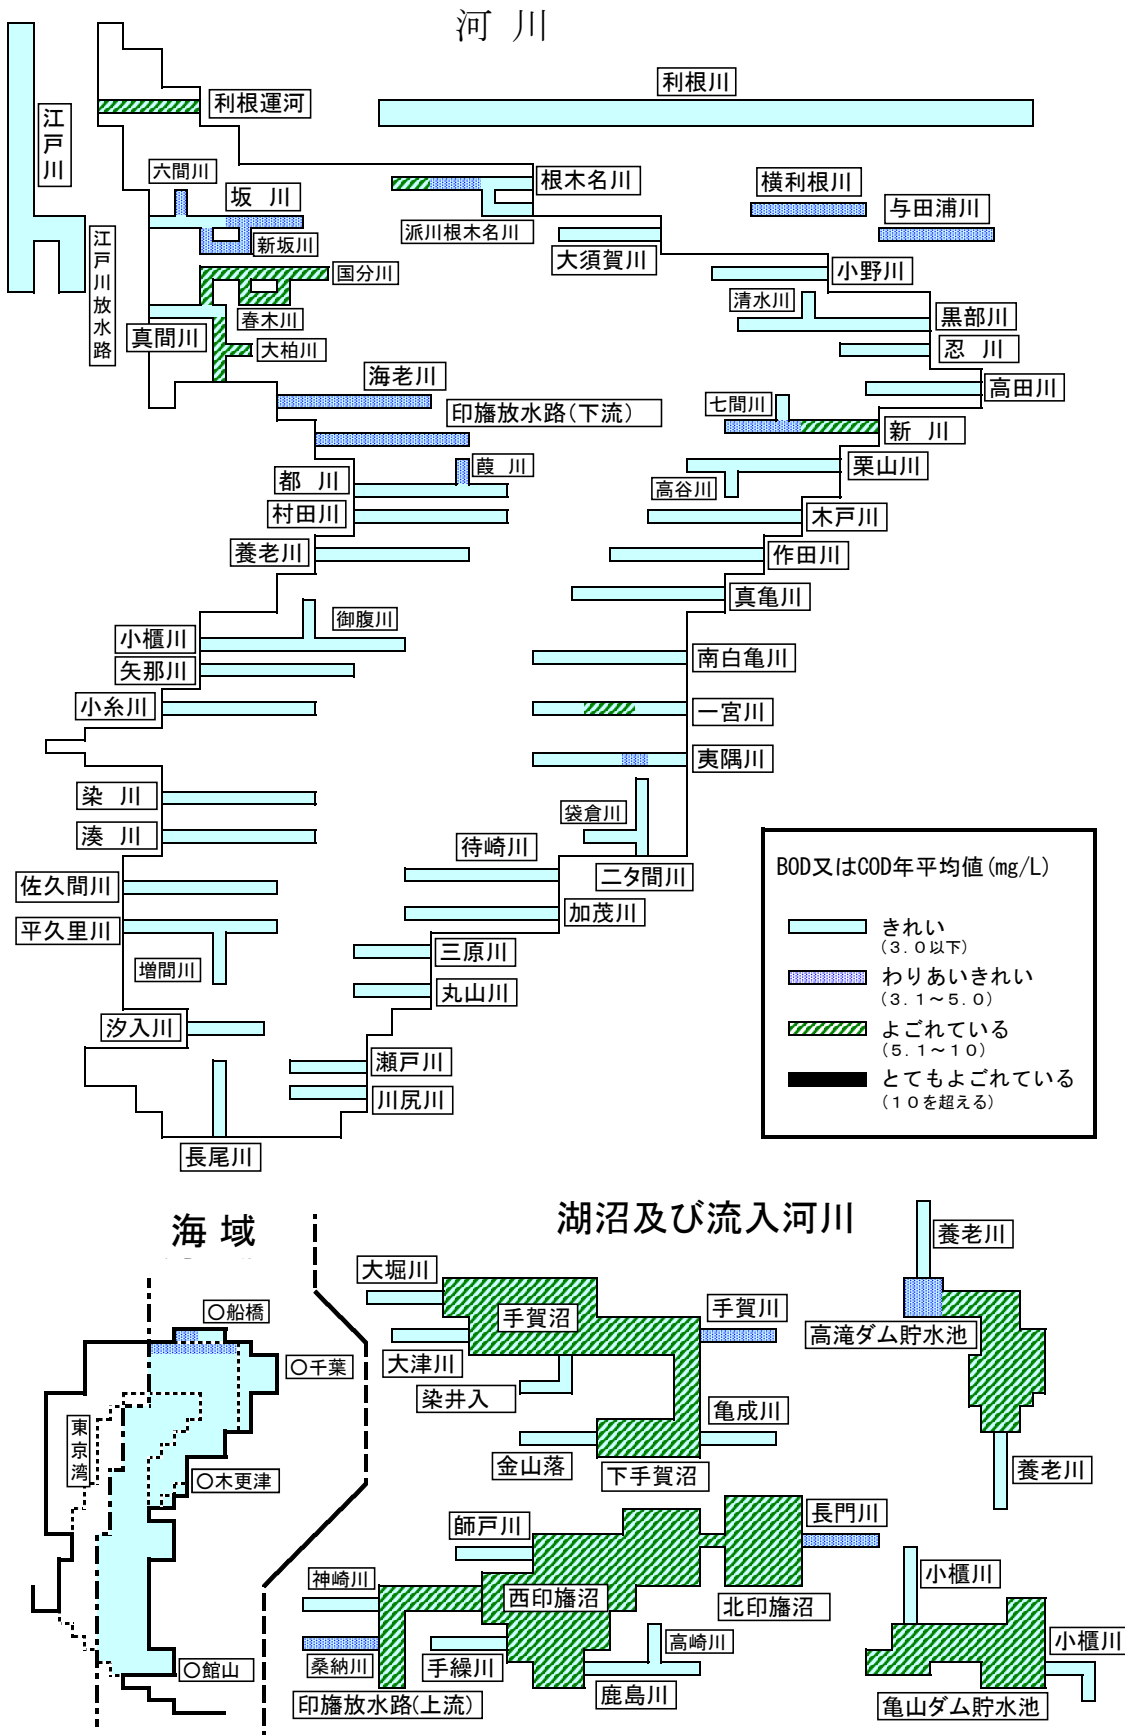 河川
利根川
江戸川
利根運河
六間川
坂川
根木名川
横利根川
与田浦川
派川根木名川
江戸川放水路
新坂川
大須賀川
国分川
小野川
清水川
春木川
黒部川
真間川
大柏川
忍川
海老川
高田川
七間川
印旛放水路(下流)
新川
葭川
都川
栗山川
高谷川
村田川
木戸川
養老川
作田川
真亀川
御腹川
小櫃川
南白亀川
矢那川
小糸川
一宮川
夷隅川
染川
袋倉川
湊川
待崎川
二タ間川
佐久間川
加茂川
平久里川
三原川
増間川
丸山川
汐入川
瀬戸川
川尻川
長尾川
BOD又はCOD年平均値(mg/L)
きれい
(3.0以下)
わりあいきれい
(3.1～5.0)
よごれている
(5.1～10)
とてもよごれている
(10を超える)
海域
○船橋
○千葉
東京湾
○木更津
○館山
湖沼及び流入河川
大堀川
手賀沼
手賀川
大津川
染井入
亀成川
金山落
下手賀沼
養老川
高滝ダム貯水池
養老川
師戸川
長門川
神崎川
西印旛沼
北印旛沼
桑納川
手繰川
高崎川
印旛放水路(上流)
鹿島川
小櫃川
小櫃川
亀山ダム貯水池